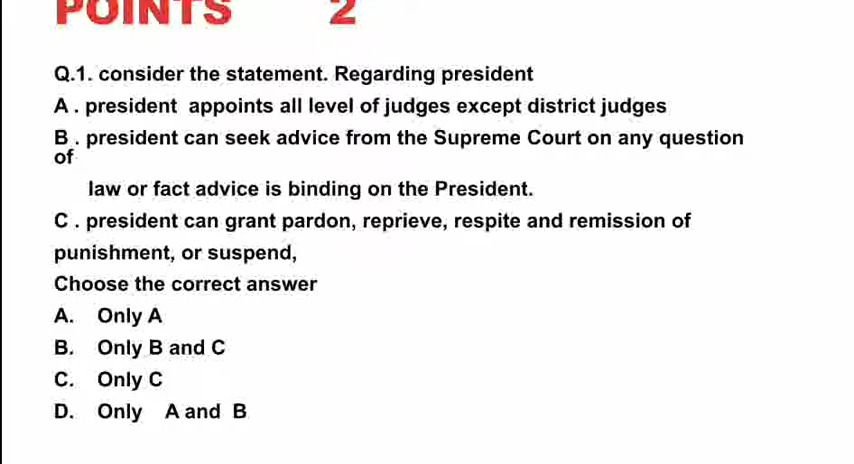 POINTS 2
Q.1. consider the statement. Regarding president
A . president appoints all level of judges except district judges
B . president can seek advice from the Supreme Court on any question
of
law or fact advice is binding on the President.
C . president can grant pardon, reprieve, respite and remission of
punishment, or suspend,
Choose the correct answer
A. Only A
B. Only B and C
C. Only C
D. Only A and B